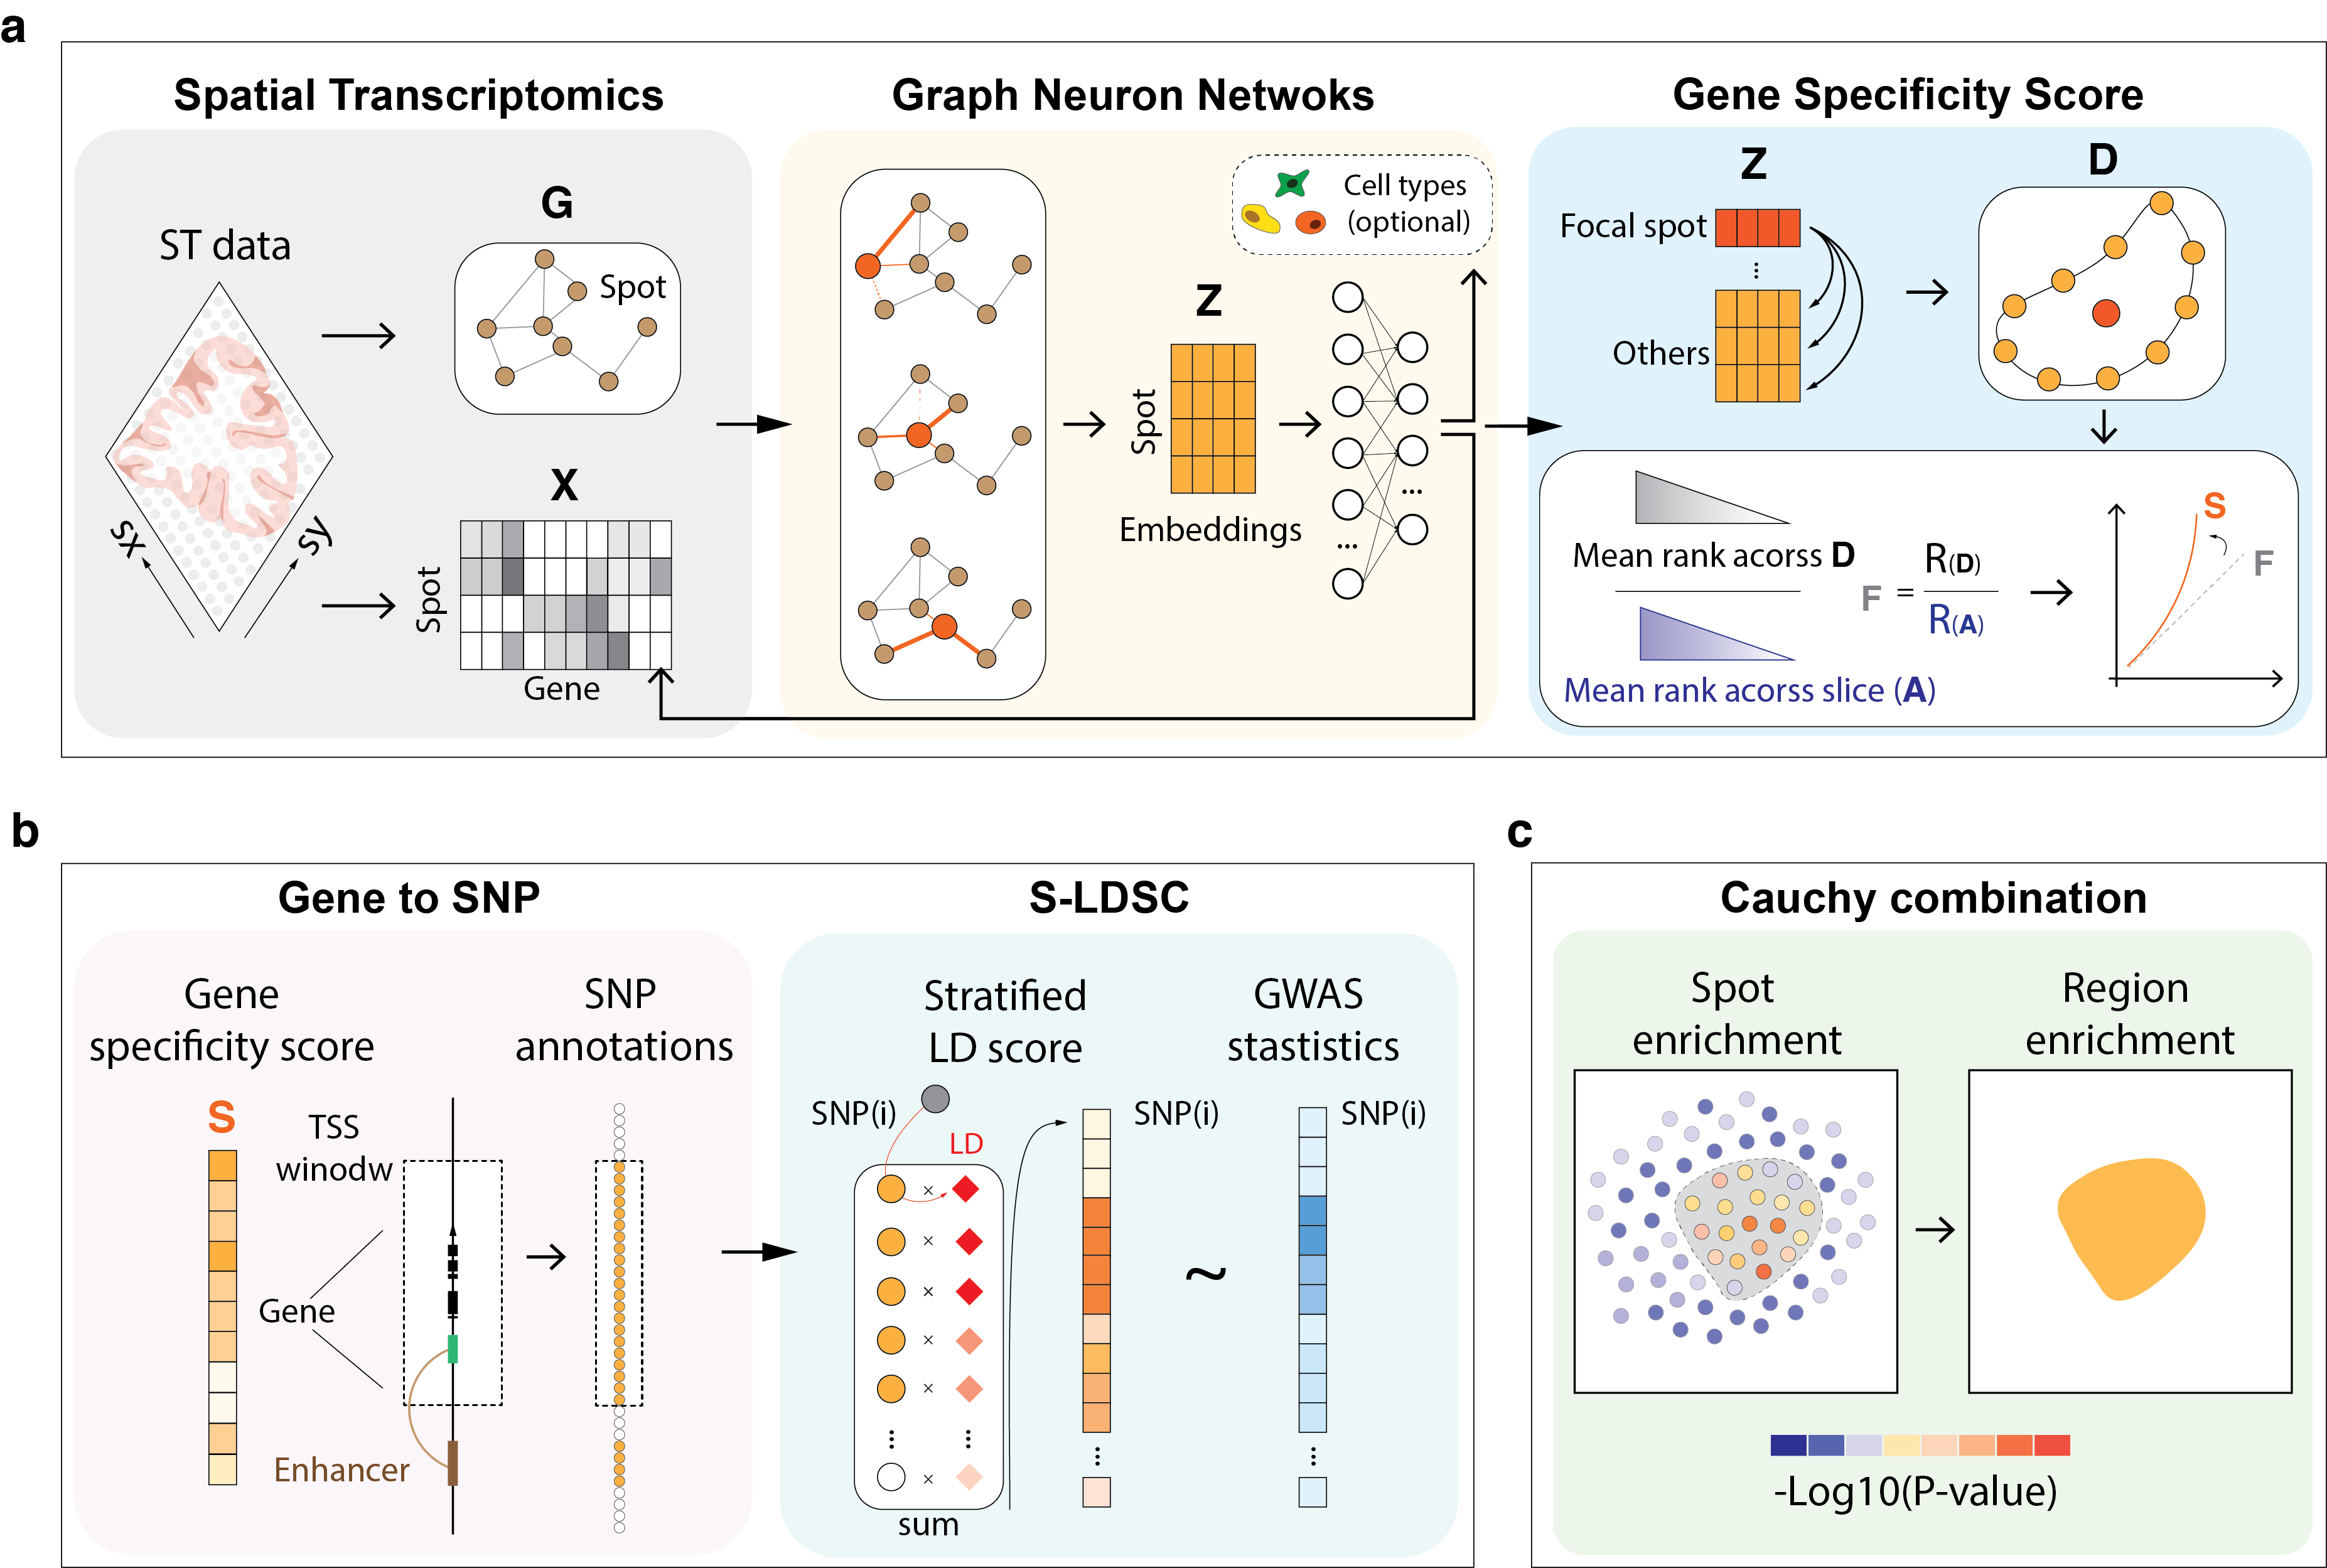 a
Spatial Transcriptomics
ST data
sx
sy
G
Spot
X
Spot
Gene
Graph Neuron Netwoks
Cell types
(optional)
Z
Spot
Embeddings
...
...
Gene Specificity Score
Z
Focal spot
...
Others
D
Mean rank acorss D
Mean rank acorss slice (A)
F = R(D)
R(A)
S
F
b
Gene to SNP
Gene
specificity score
S
TSS
winodw
Gene
Enhancer
SNP
annotations
S-LDSC
Stratified
LD score
SNP(i)
LD
×
×
×
×
×
... ...
×
sum
SNP(i)
...
~
GWAS
stastistics
SNP(i)
...
c
Cauchy combination
Spot
enrichment
Region
enrichment
-Log10(P-value)